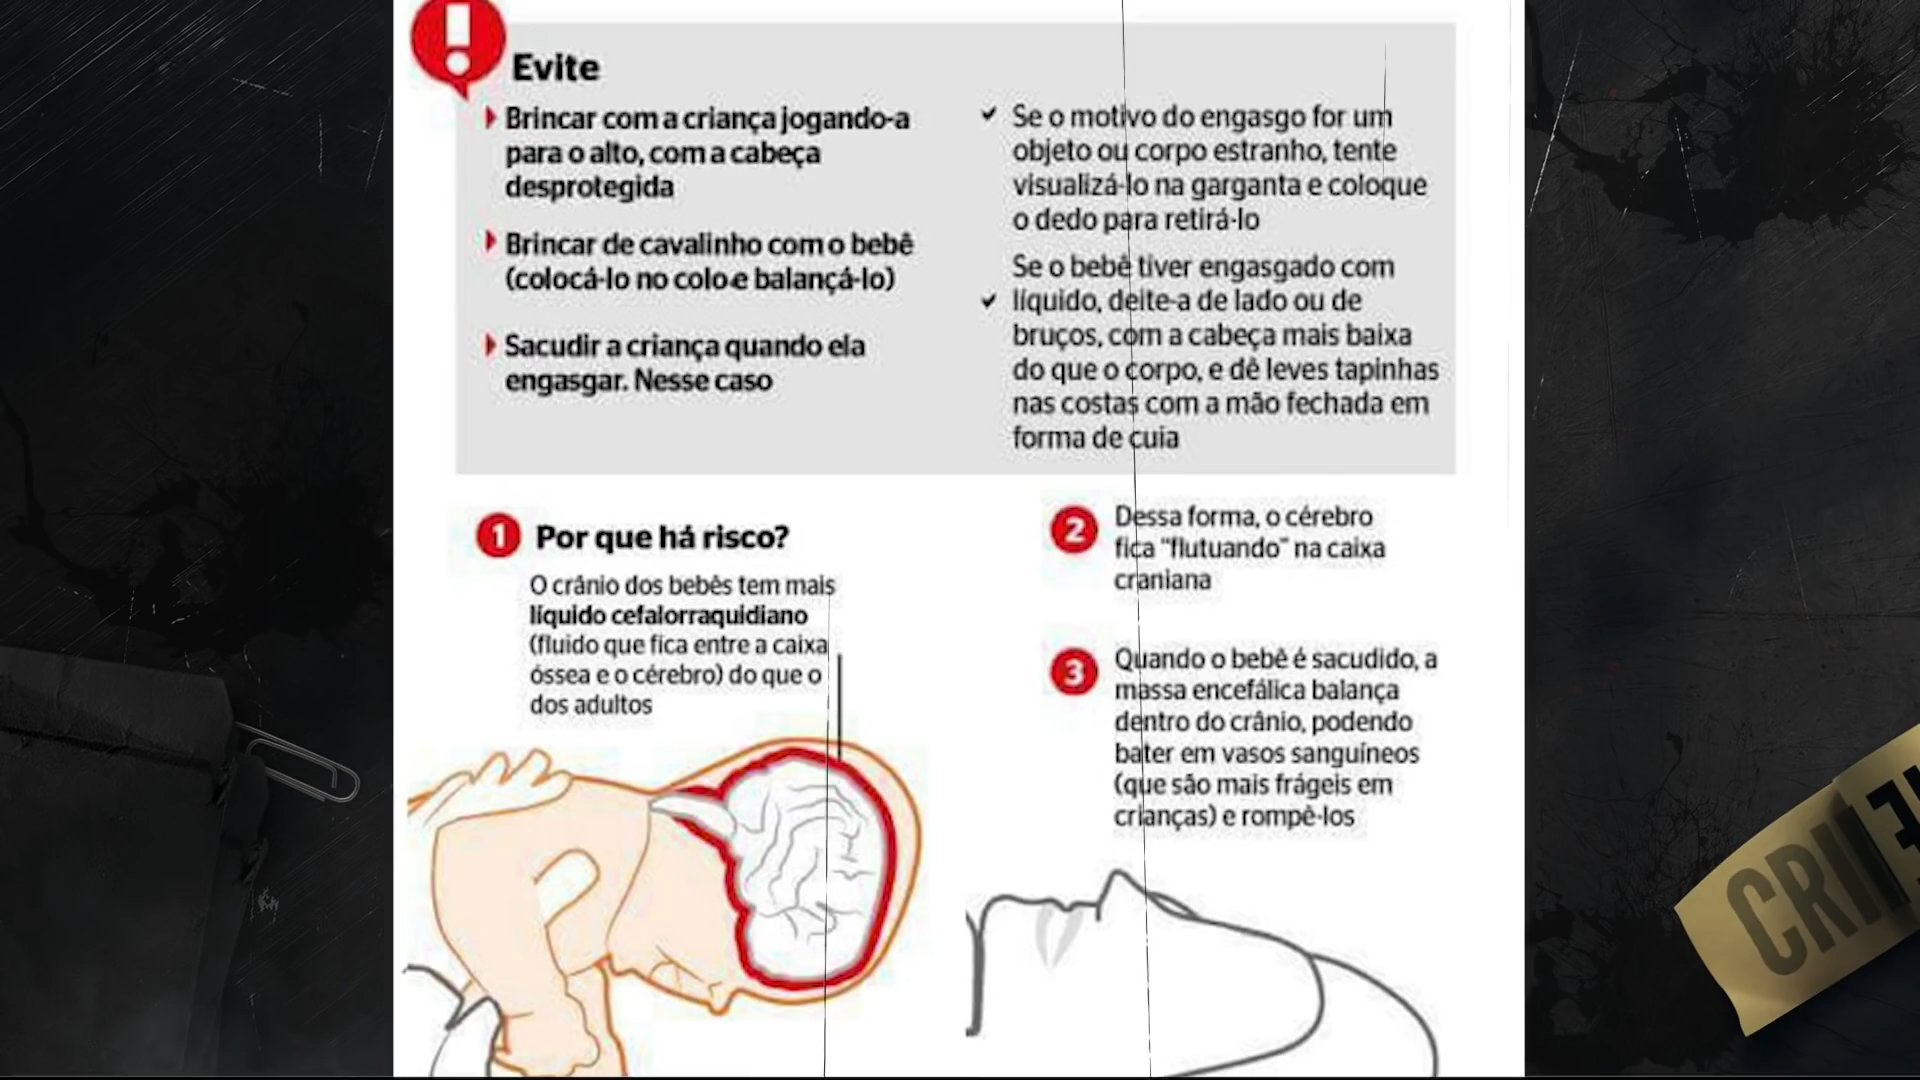 Evite
Brincar com a criança jogando-a
para o alto, com a cabeça
desprotegida
Brincar de cavalinho com o bebê
(colocá-lo no colo e balançá-lo)
Sacudir a criança quando ela
engasgar. Nesse caso
Se o motivo do engasgo for um
objeto ou corpo estranho, tente
visualizá-lo na garganta e coloque
o dedo para retirá-lo
Se o bebê tiver engasgado com
líquido, deite-a de lado ou de
bruços, com a cabeça mais baixa
do que o corpo, e dê leves tapinhas
nas costas com a mão fechada em
forma de cuia
1 Por que há risco?
O crânio dos bebês tem mais
líquido cefalorraquidiano
(fluido que fica entre a caixa
óssea e o cérebro) do que o
dos adultos
2 Dessa forma, o cérebro
fica "flutuando" na caixa
craniana
3 Quando o bebê é sacudido, a
massa encefálica balança
dentro do crânio, podendo
bater em vasos sanguíneos
(que são mais frágeis em
crianças) e rompê-los